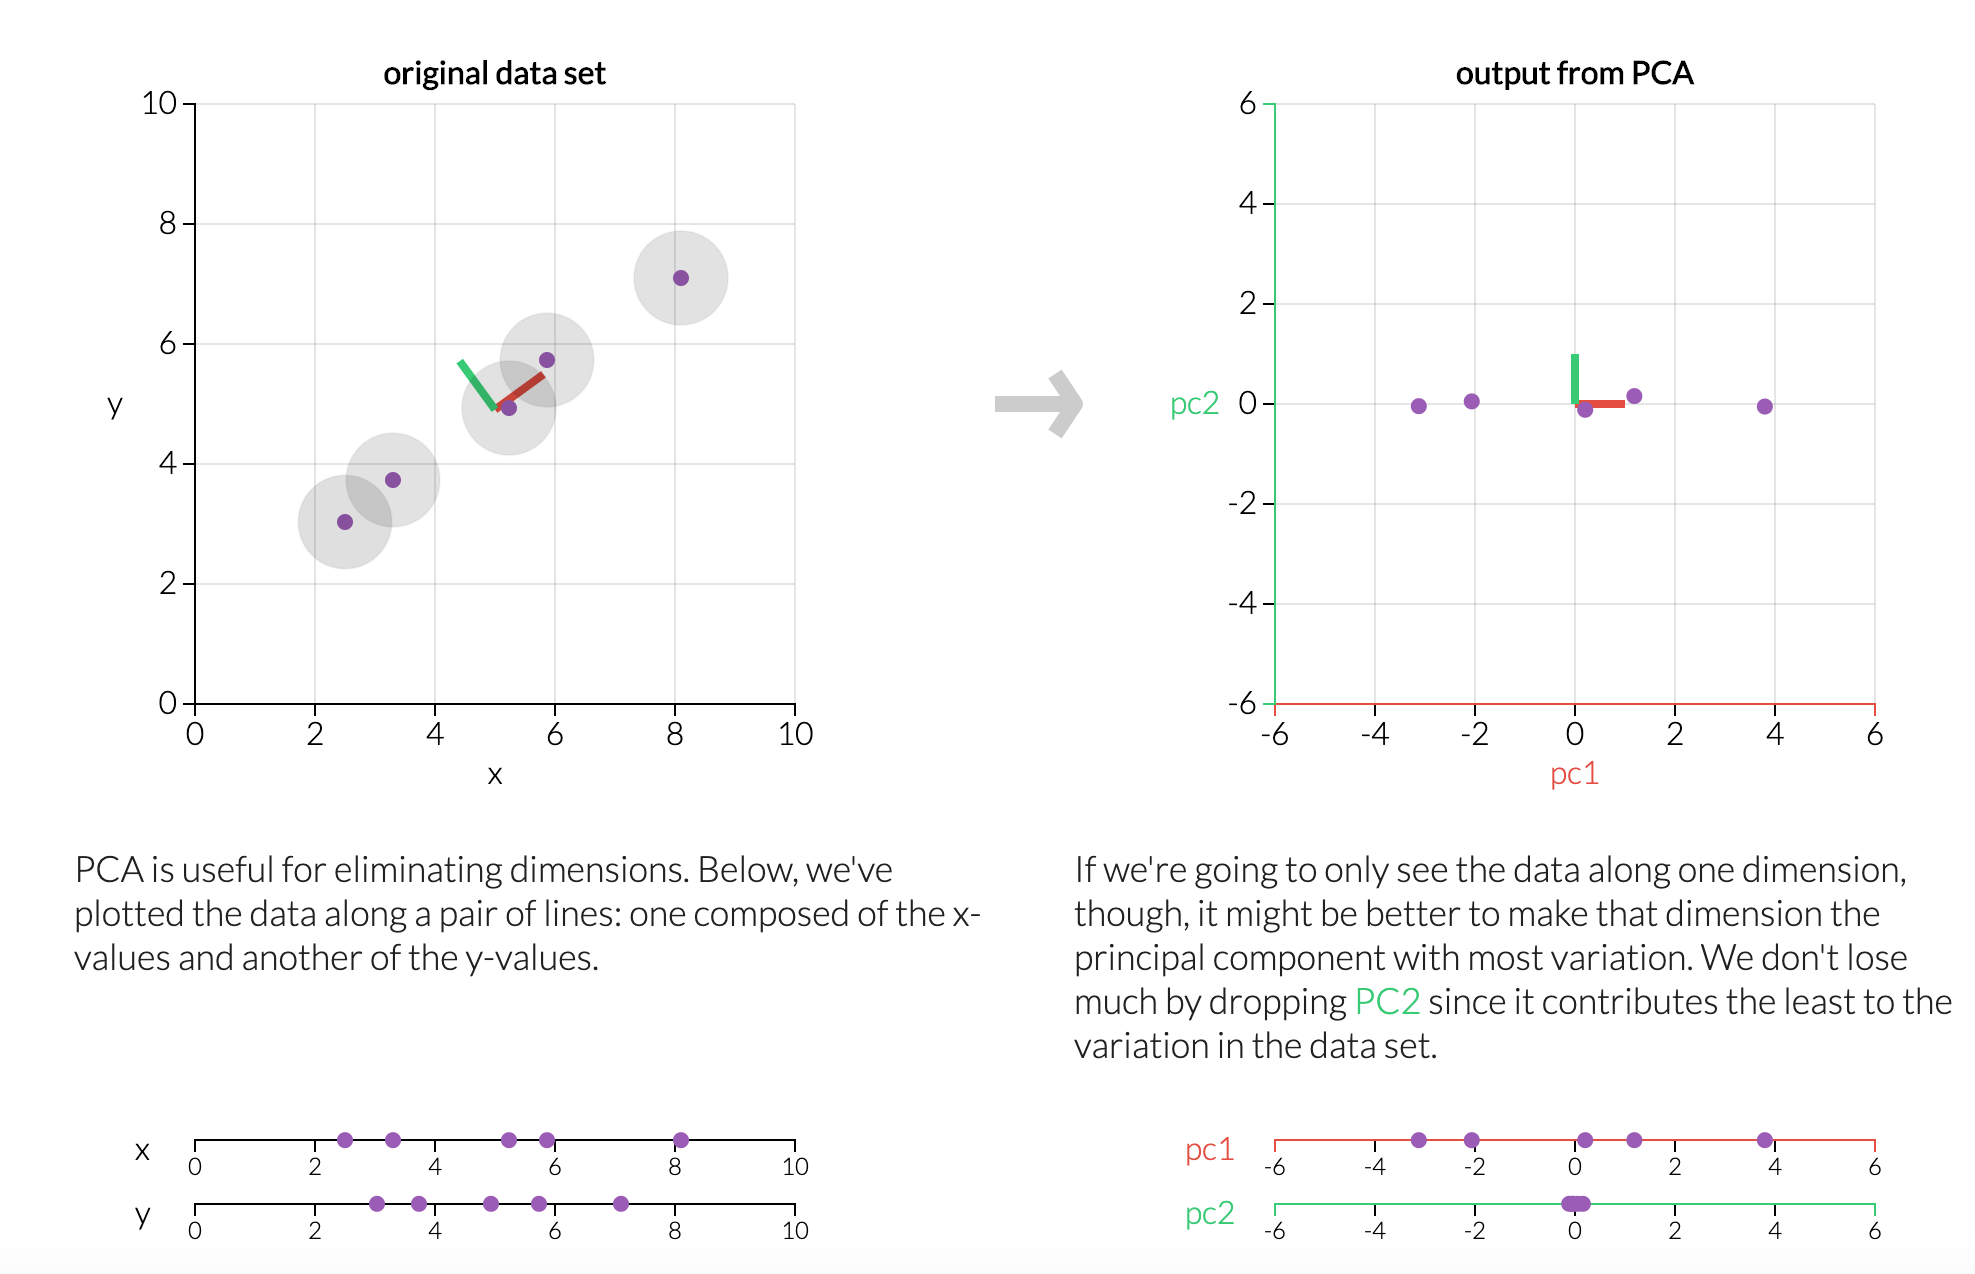 original data set
10
8
6
4
2
0
y
0 2 4 6 8 10
x
output from PCA
6
4
2
0
-2
-4
-6
pc2
-6 -4 -2 0 2 4 6
pc1
PCA is useful for eliminating dimensions. Below, we've
plotted the data along a pair of lines: one composed of the x-
values and another of the y-values.
If we're going to only see the data along one dimension,
though, it might be better to make that dimension the
principal component with most variation. We don't lose
much by dropping PC2 since it contributes the least to the
variation in the data set.
x
0 2 4 6 8 10
y
0 2 4 6 8 10
pc1
-6 -4 -2 0 2 4 6
pc2
-6 -4 -2 0 2 4 6